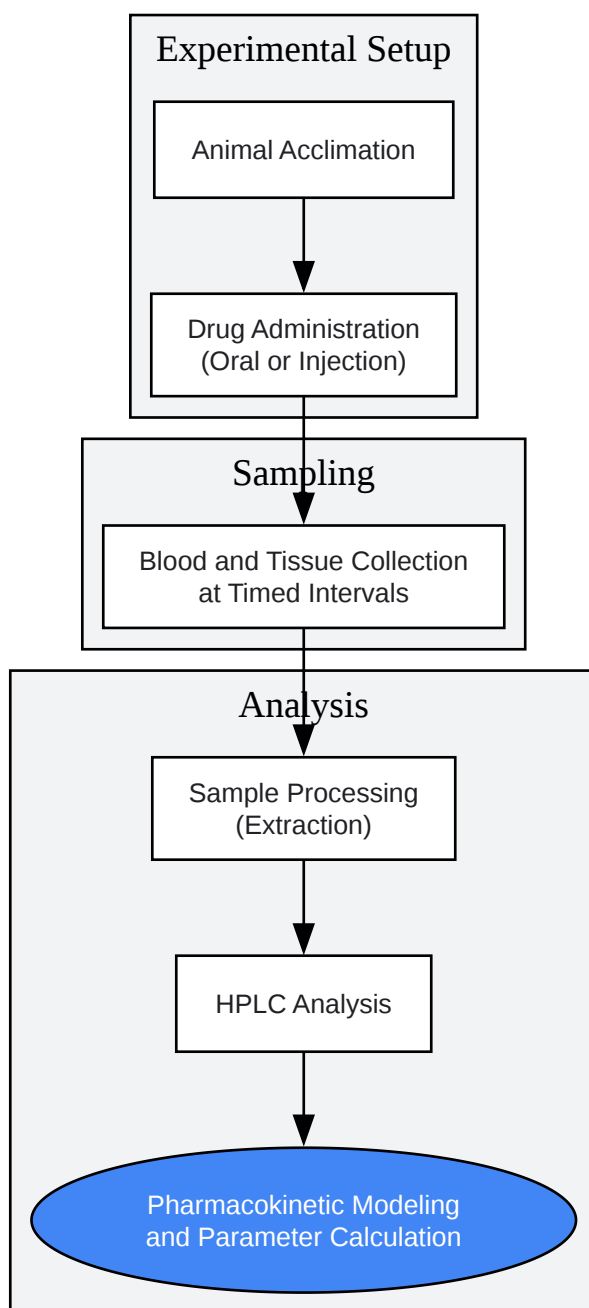 Experimental Setup
Animal Acclimation
Drug Administration
(Oral or Injection)
Sampling
Blood and Tissue Collection
at Timed Intervals
Analysis
Sample Processing
(Extraction)
HPLC Analysis
Pharmacokinetic Modeling
and Parameter Calculation